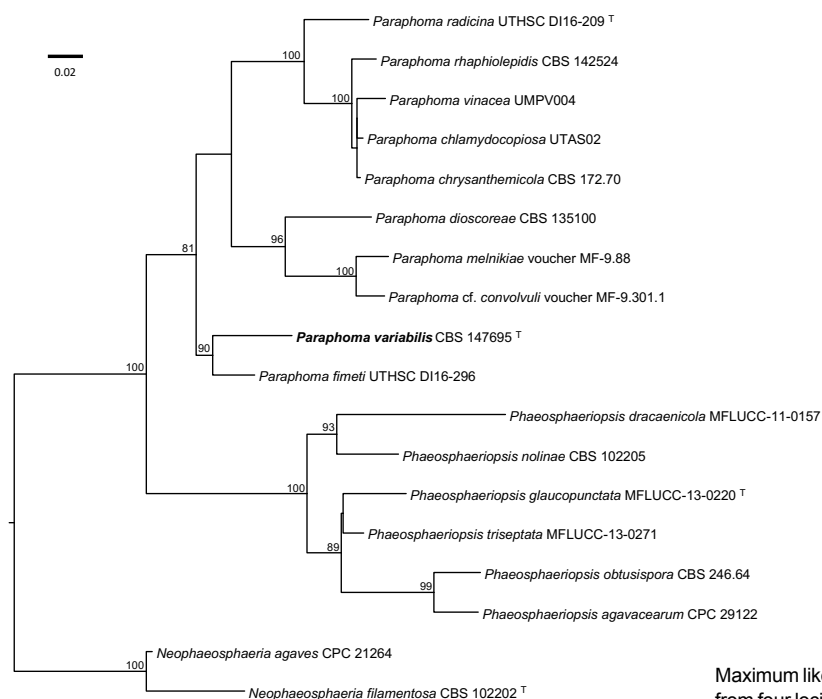 Paraphoma radicina UTHSC DI16-209 T
0.02
100
Paraphoma rhaphiolepidis CBS 142524
100
Paraphoma vinacea UMPV004
Paraphoma chlamydocopiosa UTAS02
Paraphoma chrysanthemicola CBS 172.70
Paraphoma dioscoreae CBS 135100
96
81
Paraphoma melnikiae voucher MF-9.88
100
Paraphoma cf. convolvuli voucher MF-9.301.1
Paraphoma variabilis CBS 147695 T
90
Paraphoma fimeti UTHSC DI16-296
100
Phaeosphaeriopsis dracaenicola MFLUCC-11-0157
93
Phaeosphaeriopsis nolinae CBS 102205
100
Phaeosphaeriopsis glaucopunctata MFLUCC-13-0220 T
Phaeosphaeriopsis triseptata MFLUCC-13-0271
89
Phaeosphaeriopsis obtusispora CBS 246.64
99
Phaeosphaeriopsis agavacearum CPC 29122
Neophaeosphaeria agaves CPC 21264
100
Neophaeosphaeria filamentosa CBS 102202 T
Maximum like